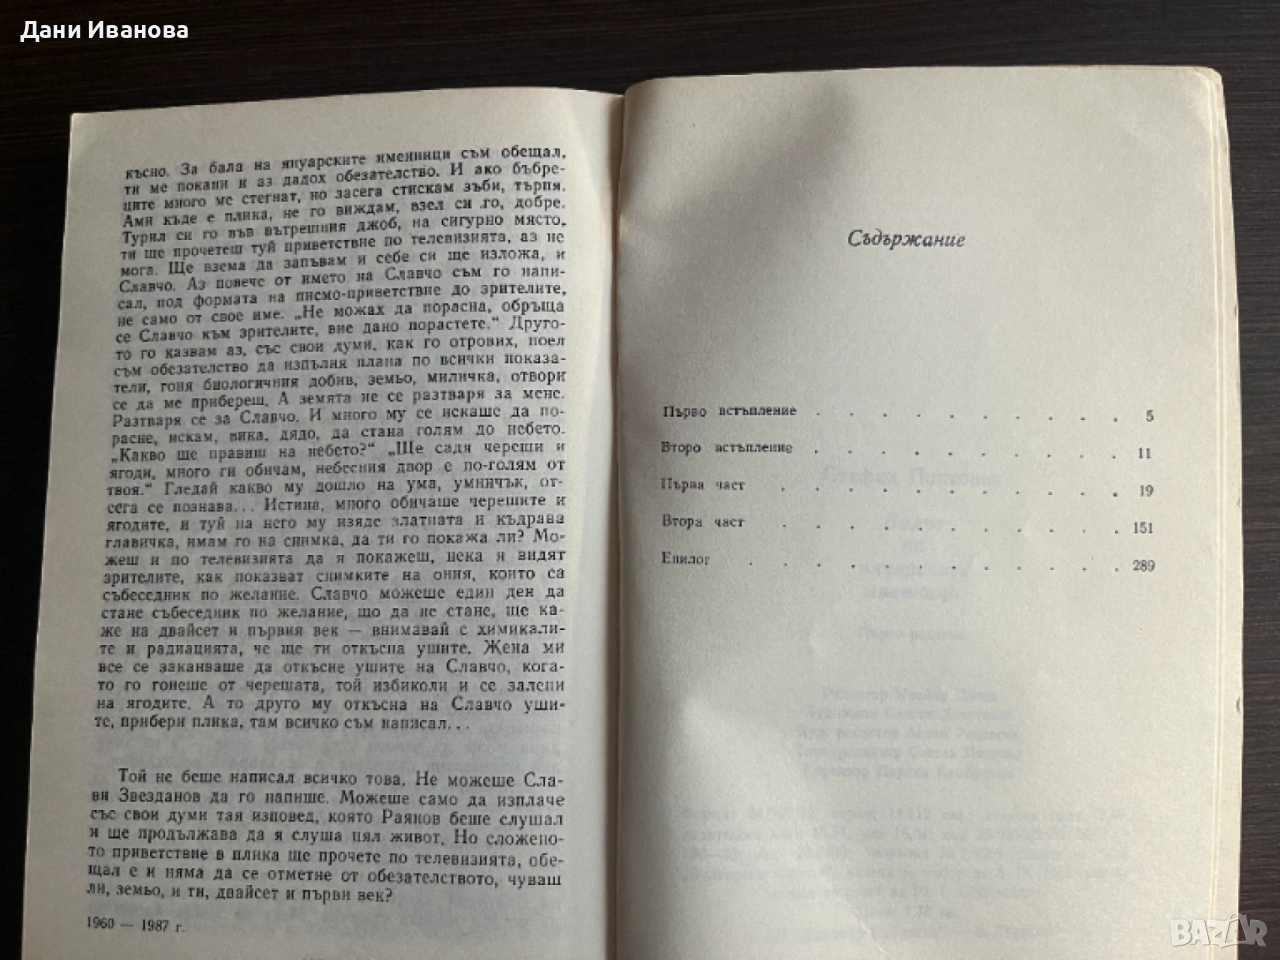 Дани Иванова
късно. За бала на януарските именници съм обещал,
ти ме покани и аз дадох обезателство. И ако бъбре-
ците много ме стегнат, но засега стискам зъби, търпя.
Ами къде е плика, не го виждам, взел си го, добре.
Турил си го във вътрешния джоб, на сигурно място,
ти ще прочетеш туй приветствие по телевизията, аз не
мога. Ще взема да запъвам и себе си ще изложа, и
Славчо. Аз повече от името на Славчо съм го напи-
сал, под формата на писмо-приветствие до зрителите,
не само от свое име. „Не можах да порасна, обръща
се Славчо към зрителите, вие дано порастете.“ Друго-
то го казвам аз, със свои думи, как го отрових, поел
съм обезателство да изпълня плана по всички показа-
тели, гоня биологичния добив, земьо, миличка, отвори
се да ме прибереш. А земята не се разтваря за мене.
Разтваря се за Славчо. И много му се искаше да по-
расне, искам, вика, дядо, да стана голям до небето.
„Какво ще правиш на небето?“ „Ще садя череши и
ягоди, много ги обичам, небесния двор е по-голям от
твоя.“ Гледай какво му дошло на ума, умничък, от-
сега се познава... Истина, много обичаше черешите и
ягодите, и туй на него му изяде златната и къдрава
главичка, имам го на снимка, да ти го покажа ли? Мо-
жеш и по телевизията да я покажеш, нека я видят
зрителите, как показват снимките на ония, които са
събеседник по желание. Славчо можеше един ден да
стане събеседник по желание, що да не стане, ще ка-
же на двайсет и първия век — внимавай с химикали-
те и радиацията, че ще ти откъсна ушите. Жена ми
все се заканваше да откъсне ушите на Славчо, кога-
то го гонеше от черешата, той избиколи и се залепи
на ягодите. А то друго му откъсна на Славчо уши-
те, прибери плика, там всичко съм написал...
Той не беше написал всичко това. Не можеше Сла-
ви Звезданов да го напише. Можеше само да изплаче
със свои думи тая изповед, която Раянов беше слушал
и ще продължава да я слуша цял живот. Но сложено-
то приветствие в плика ще прочете по телевизията, обе-
щал е и няма да се отметне от обезателството, чуваш
ли, земьо, и ти, двайсет и първи век?
1960 — 1987 г.
Съдържание
Първо встъпление . . . . . . . . . . 5
Второ встъпление . . . . . . . . . . 11
Първа част . . . . . . . . . . . 19
Втора част . . . . . . . . . . . 151
Епилог . . . . . . . . . . . . 289
BAZAR